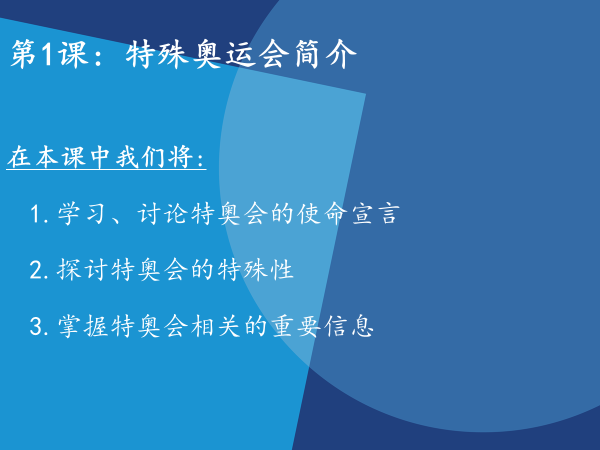 第1课：特殊奥运会简介
在本课中我们将：
1.学习、讨论特奥会的使命宣言
2.探讨特奥会的特殊性
3.掌握特奥会相关的重要信息